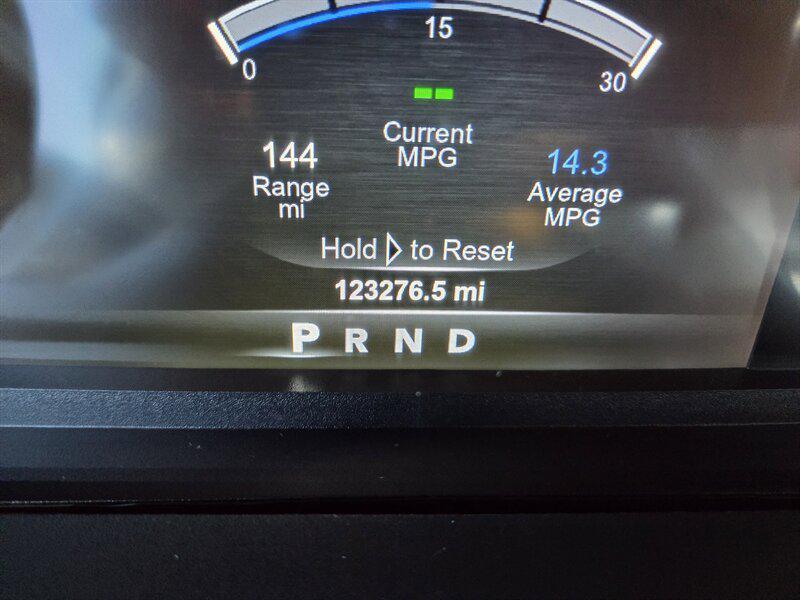 15
0
30
Current
MPG
144
Range
mi
14.3
Average
MPG
Hold ▷ to Reset
123276.5 mi
P R N D